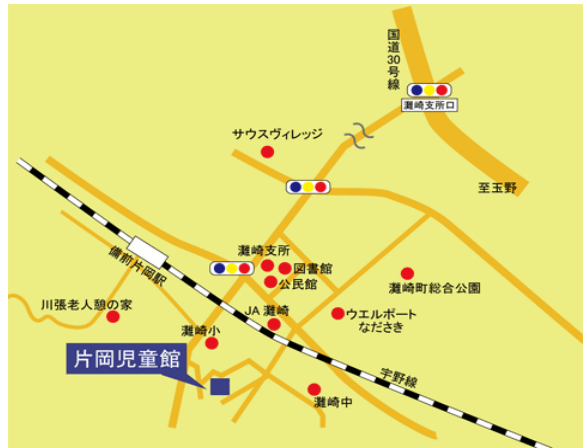 国道30号線
灘崎支所口
サウスヴィレッジ
至玉野
備前片岡駅
灘崎支所
図書館
公民館
灘崎町総合公園
川張老人憩の家
JA灘崎
ウエルポート
なださき
灘崎小
片岡児童館
宇野線
灘崎中